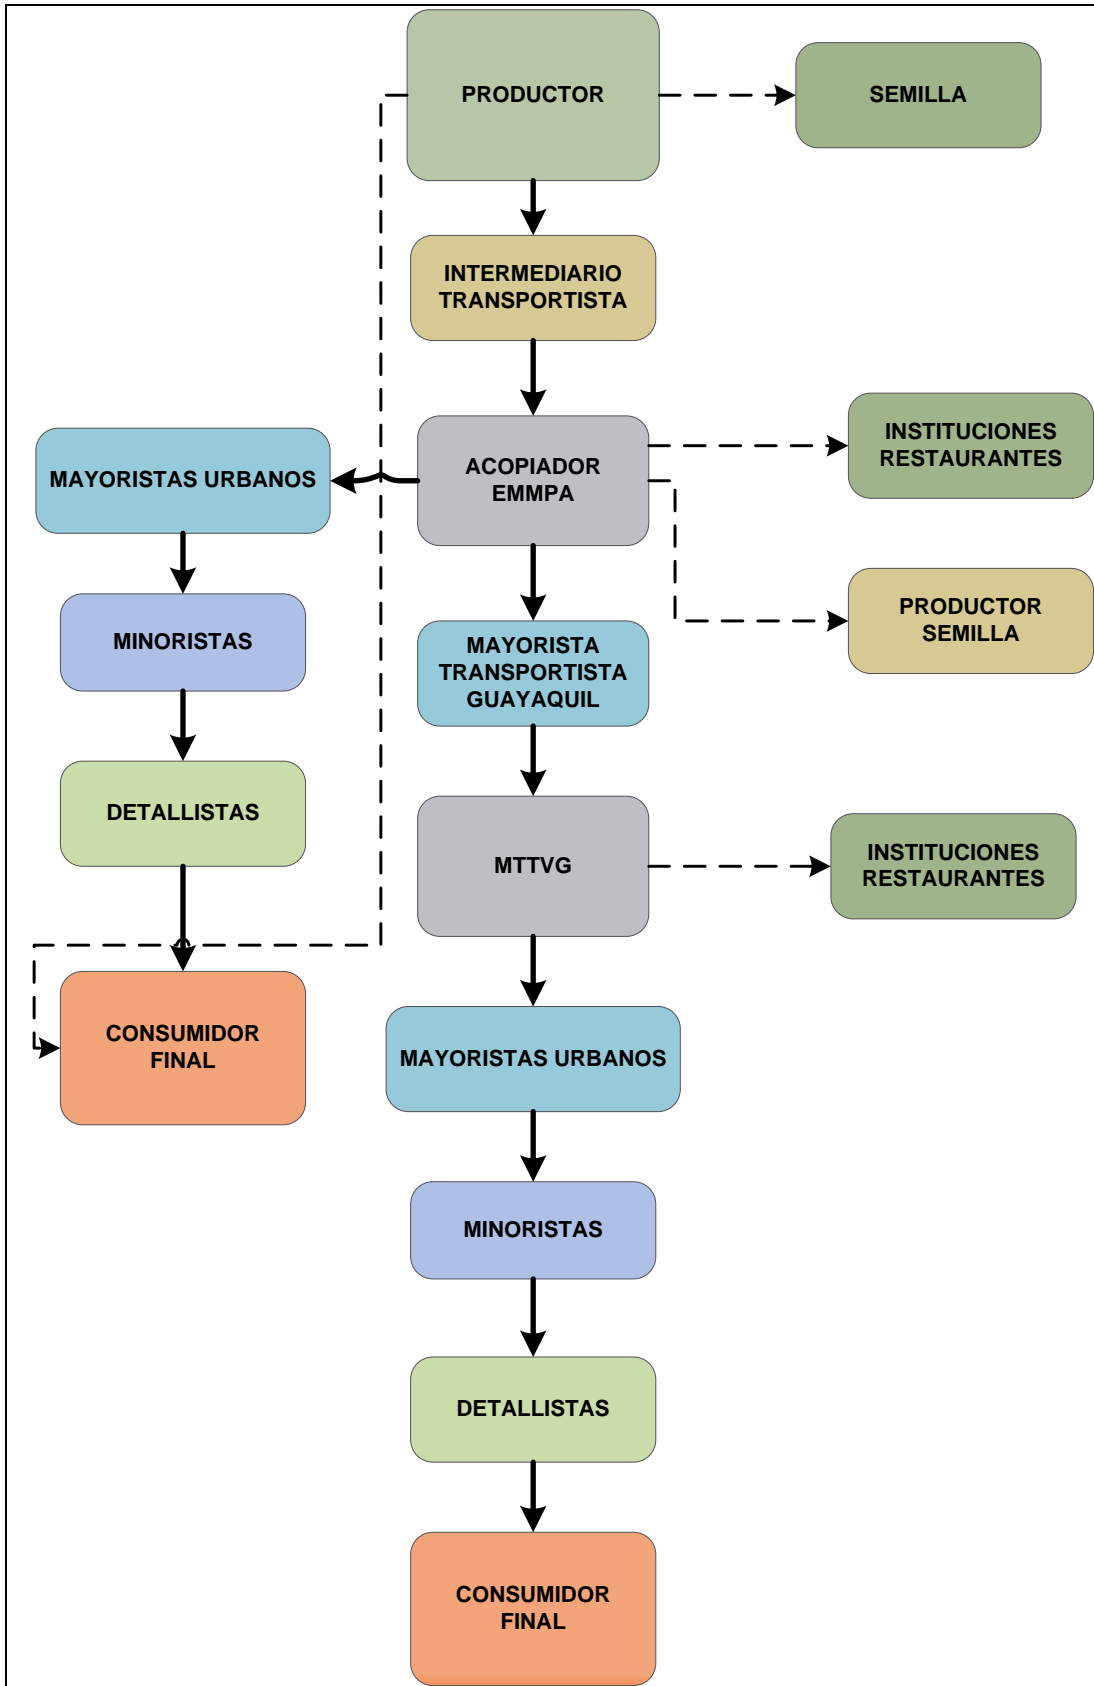 PRODUCTOR
SEMILLA
INTERMEDIARIO
TRANSPORTISTA
INSTITUCIONES
RESTAURANTES
ACOPIADOR
EMMPA
MAYORISTAS URBANOS
PRODUCTOR
SEMILLA
MINORISTAS
MAYORISTA
TRANSPORTISTA
GUAYAQUIL
DETALLISTAS
MTTVG
INSTITUCIONES
RESTAURANTES
CONSUMIDOR
FINAL
MAYORISTAS URBANOS
MINORISTAS
DETALLISTAS
CONSUMIDOR
FINAL